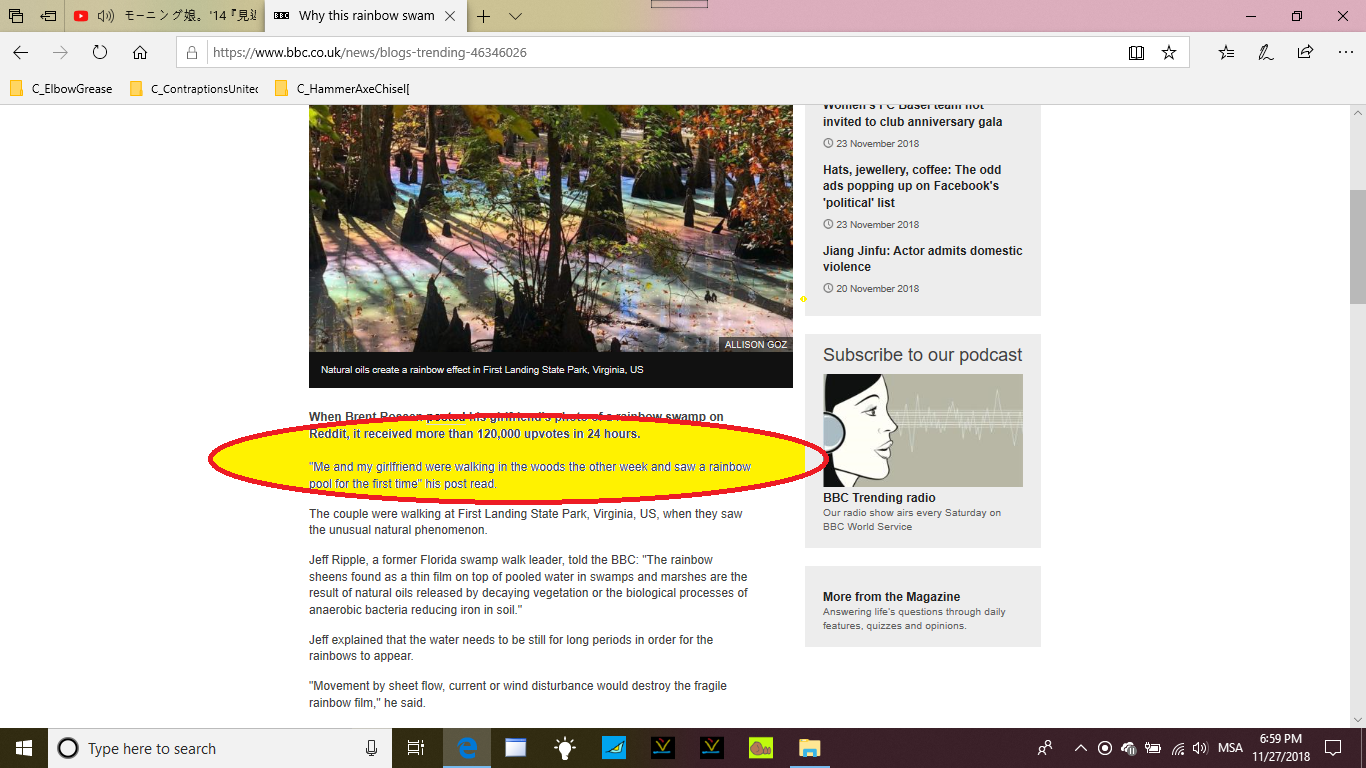 モーニング娘。'14『見返
Why this rainbow swam
https://www.bbc.co.uk/news/blogs-trending-46346026
C_ElbowGrease
C_ContraptionsUnited
C_HammerAxeChisel[
ALLISON GOZ
Natural oils create a rainbow effect in First Landing State Park, Virginia, US
When Brent Rossen posted his girlfriend's photo of a rainbow swamp on
Reddit, it received more than 120,000 upvotes in 24 hours.
"Me and my girlfriend were walking in the woods the other week and saw a rainbow
pool for the first time" his post read.
The couple were walking at First Landing State Park, Virginia, US, when they saw
the unusual natural phenomenon.
Jeff Ripple, a former Florida swamp walk leader, told the BBC: "The rainbow
sheens found as a thin film on top of pooled water in swamps and marshes are the
result of natural oils released by decaying vegetation or the biological processes of
anaerobic bacteria reducing iron in soil."
Jeff explained that the water needs to be still for long periods in order for the
rainbows to appear.
"Movement by sheet flow, current or wind disturbance would destroy the fragile
rainbow film," he said.
Women's FC Basel team not
invited to club anniversary gala
23 November 2018
Hats, jewellery, coffee: The odd
ads popping up on Facebook's
'political' list
23 November 2018
Jiang Jinfu: Actor admits domestic
violence
20 November 2018
Subscribe to our podcast
BBC Trending radio
Our radio show airs every Saturday on
BBC World Service
More from the Magazine
Answering life's questions through daily
features, quizzes and opinions.
Type here to search
MSA
6:59 PM
11/27/2018